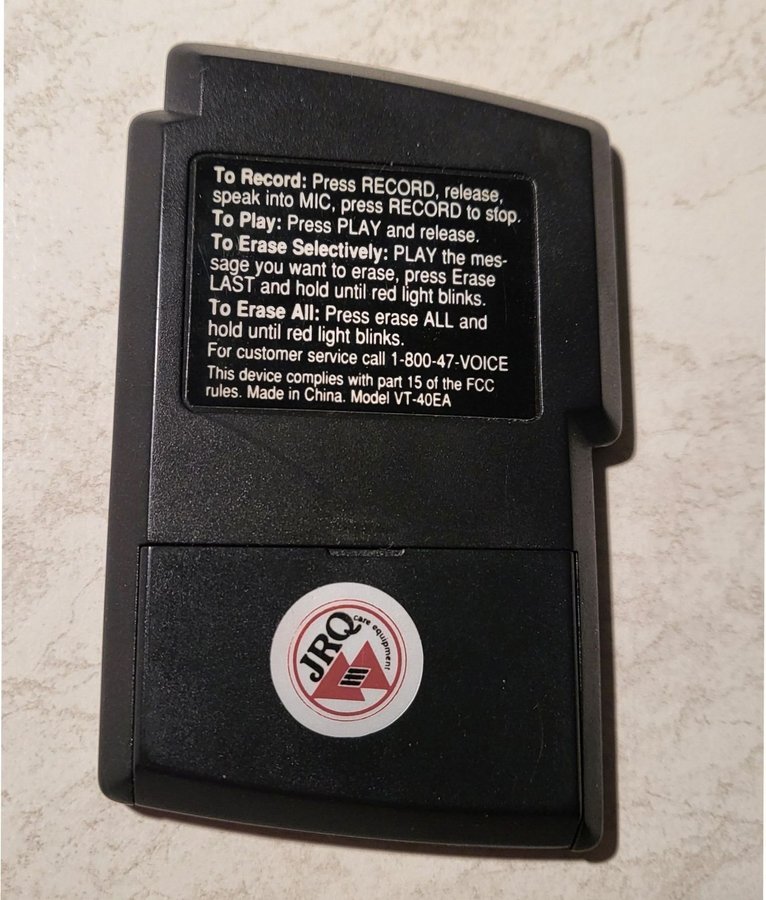 To Record: Press RECORD, release,
speak into MIC, press RECORD to stop.
To Play: Press PLAY and release.
To Erase Selectively: PLAY the mes-
sage you want to erase, press Erase
LAST and hold until red light blinks.
To Erase All: Press erase ALL and
hold until red light blinks.
For customer service call 1-800-47-VOICE
This device complies with part 15 of the FCC
rules. Made in China. Model VT-40EA
JRQ
care equipment